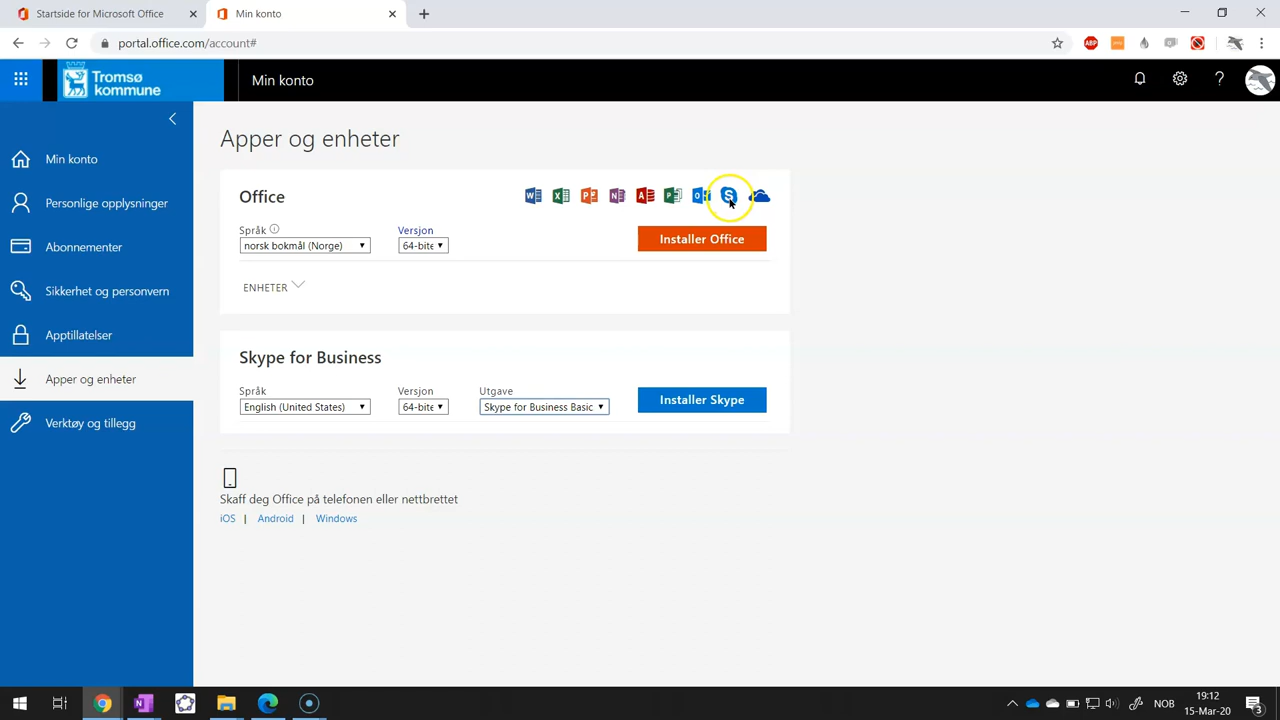 Startside for Microsoft Office
Min konto
portal.office.com/account#
ABP
Tromsø
kommune
Min konto
?
Min konto
Personlige opplysninger
Abonnementer
Sikkerhet og personvern
Apptillatelser
Apper og enheter
Verktøy og tillegg
Apper og enheter
Office
Språk
Versjon
norsk bokmål (Norge)
64-bite
Installer Office
ENHETER
Skype for Business
Språk
Versjon
Utgave
English (United States)
64-bite
Skype for Business Basic
Installer Skype
Skaff deg Office på telefonen eller nettbrettet
iOS | Android | Windows
NOB
19:12
15-Mar-20
3